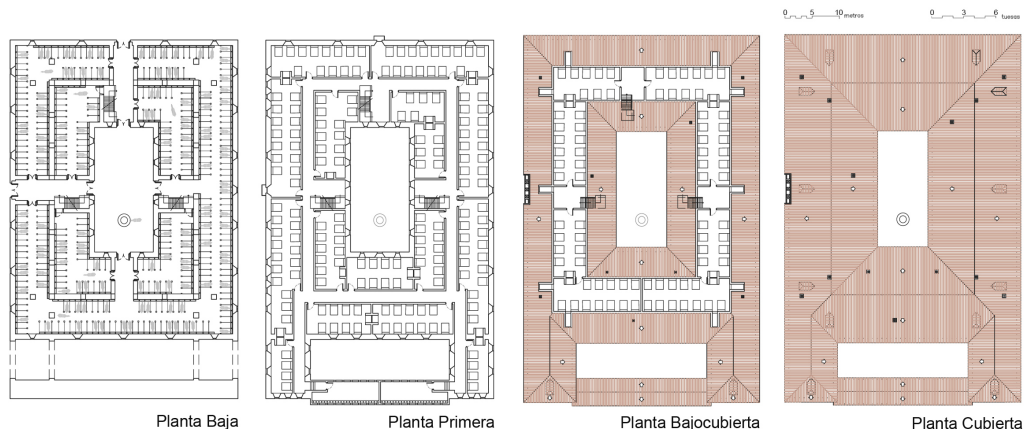 0 5 10 metros
0 3 6 tuesas
Planta Baja
Planta Primera
Planta Bajocubierta
Planta Cubierta